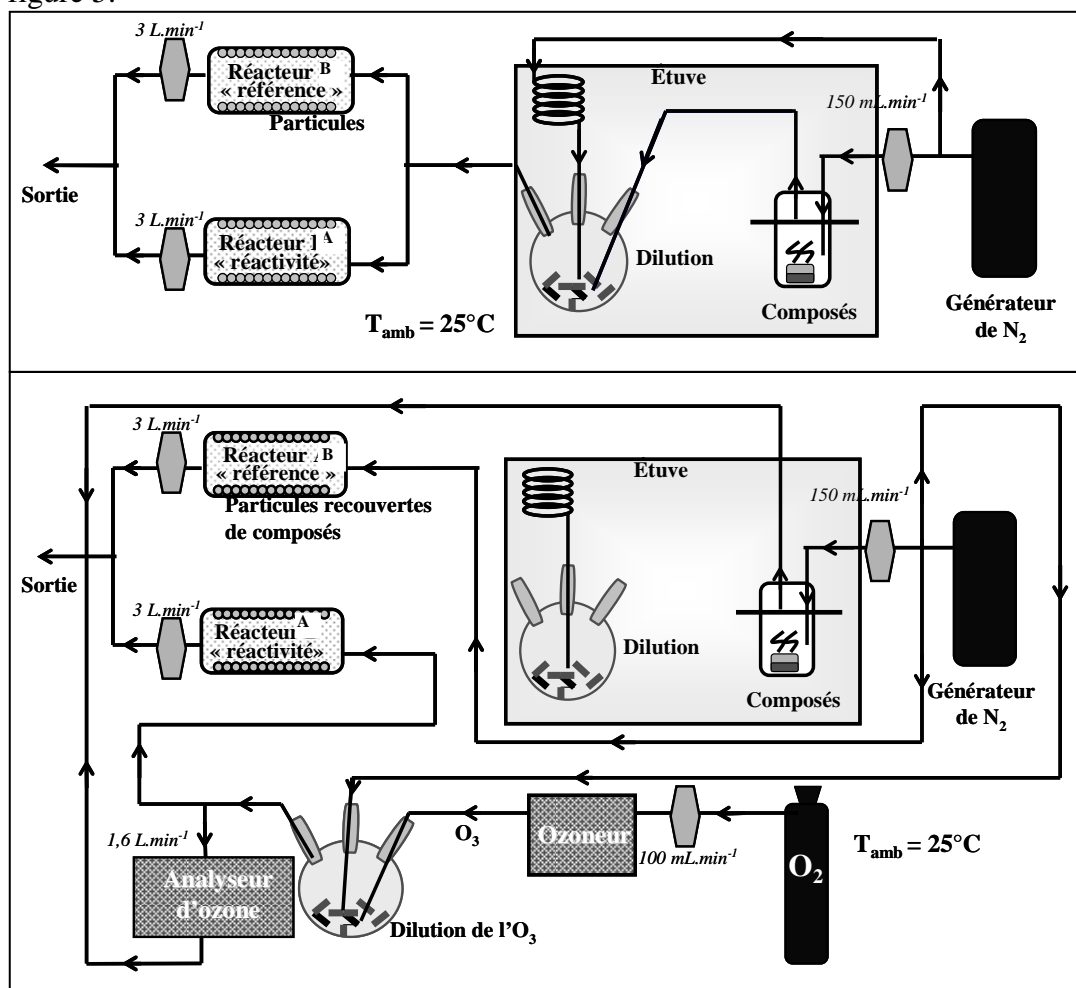 figure 3.
3 L.min-1
Réacteur B
« référence »
Particules
Étuve
150 mL.min-1
Sortie
3 L.min-1
Réacteur A
« réactivité»
Dilution
Composés
Générateur
de N2
Tamb = 25°C
3 L.min-1
Réacteur B
« référence »
Particules recouvertes
de composés
Étuve
150 mL.min-1
Sortie
3 L.min-1
Réacteur A
« réactivité»
Dilution
Composés
Générateur
de N2
1,6 L.min-1
O3
Ozoneur
100 mL.min-1
O2
Tamb = 25°C
Analyseur
d'ozone
Dilution de l'O3